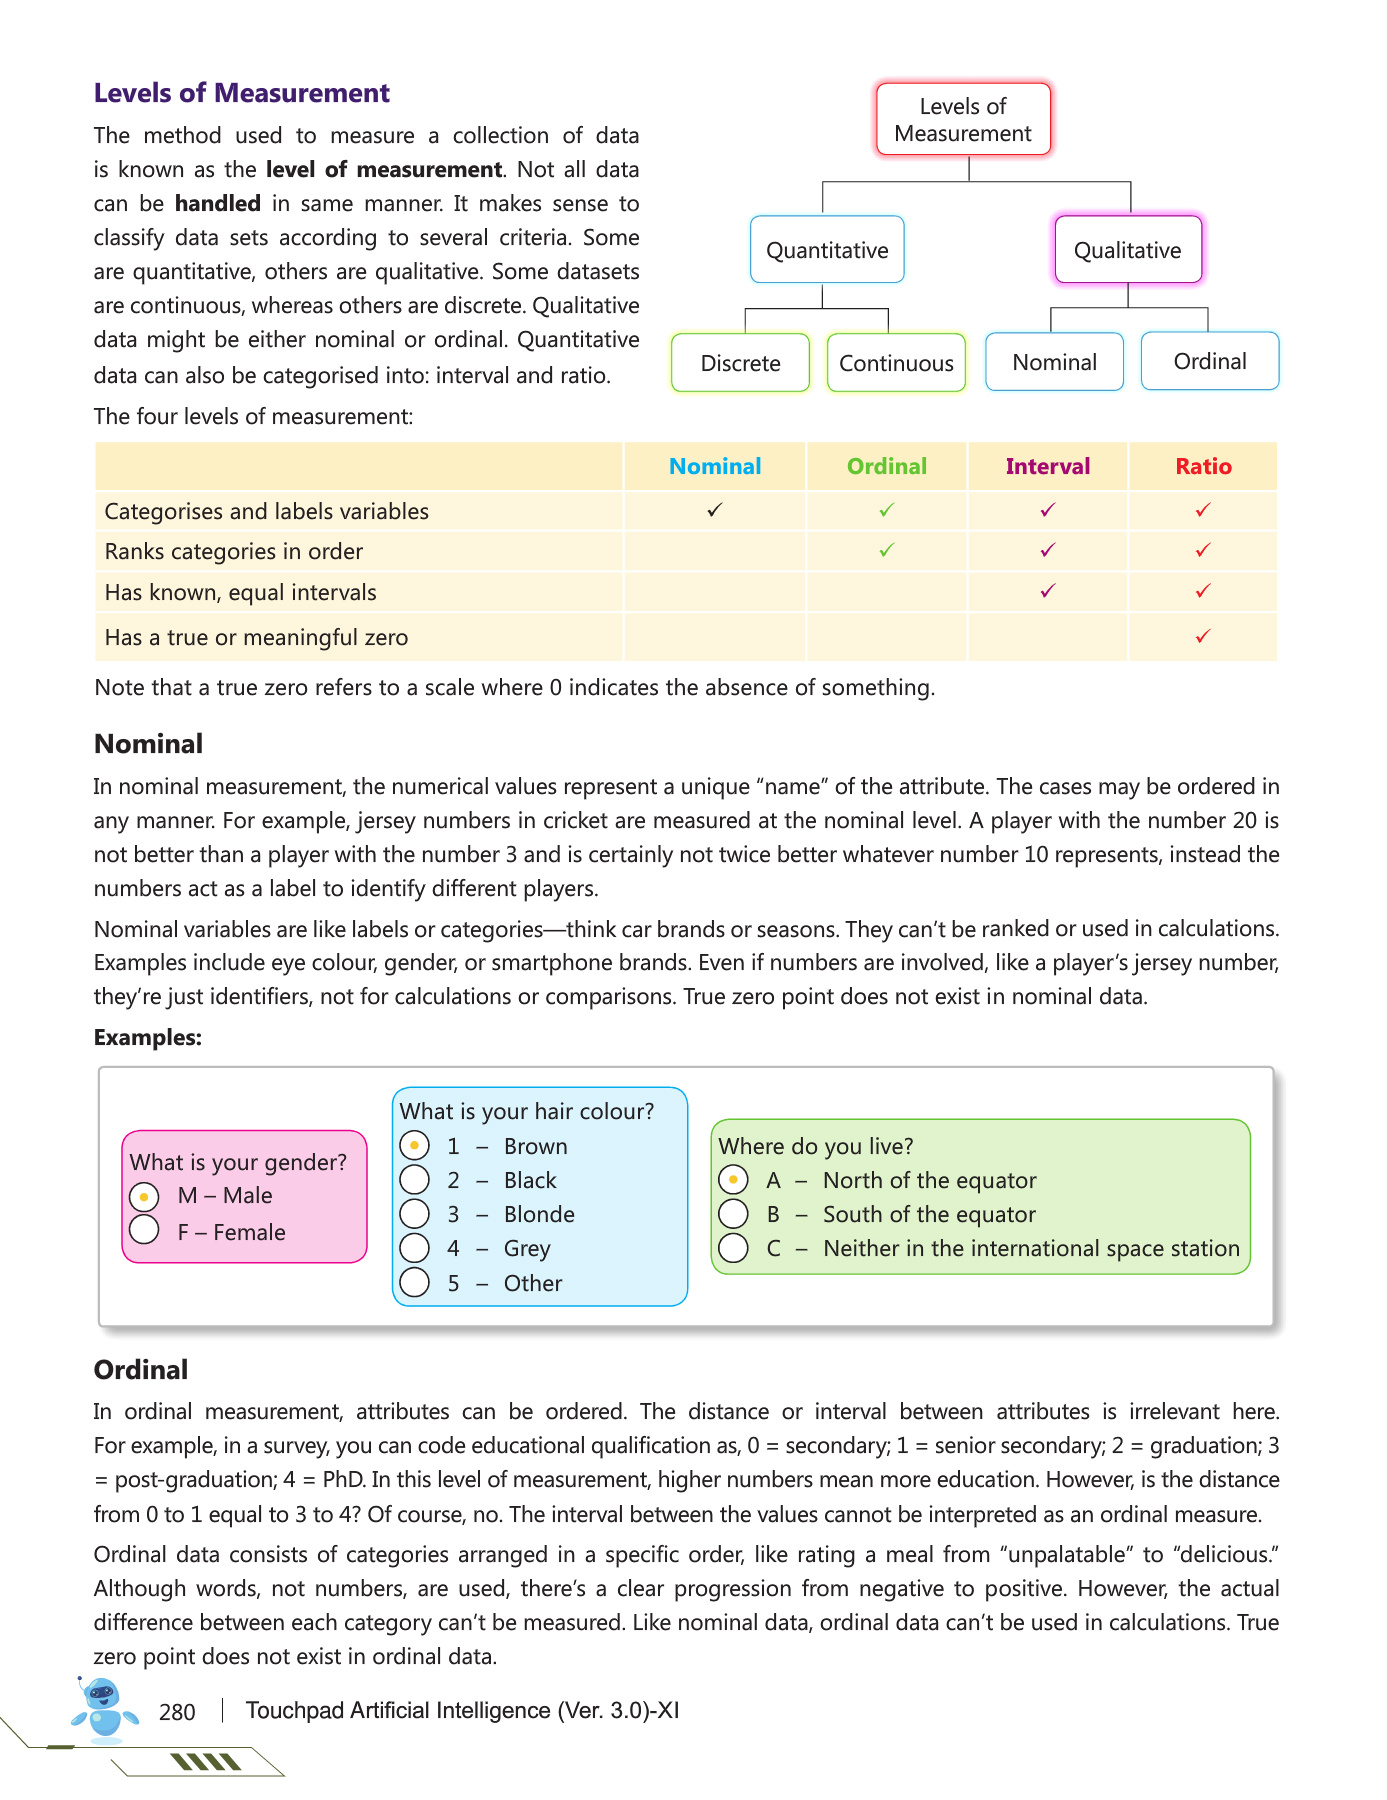 Levels of Measurement
The method used to measure a collection of data
is known as the level of measurement. Not all data
can be handled in same manner. It makes sense to
classify data sets according to several criteria. Some
are quantitative, others are qualitative. Some datasets
are continuous, whereas others are discrete. Qualitative
data might be either nominal or ordinal. Quantitative
data can also be categorised into: interval and ratio.
Levels of
Measurement
Quantitative
Qualitative
Discrete
Continuous
Nominal
Ordinal
The four levels of measurement:
Nominal Ordinal Interval Ratio
Categorises and labels variables ✓ ✓ ✓ ✓
Ranks categories in order ✓ ✓ ✓
Has known, equal intervals ✓ ✓
Has a true or meaningful zero ✓
Note that a true zero refers to a scale where 0 indicates the absence of something.
Nominal
In nominal measurement, the numerical values represent a unique “name” of the attribute. The cases may be ordered in
any manner. For example, jersey numbers in cricket are measured at the nominal level. A player with the number 20 is
not better than a player with the number 3 and is certainly not twice better whatever number 10 represents, instead the
numbers act as a label to identify different players.
Nominal variables are like labels or categories—think car brands or seasons. They can’t be ranked or used in calculations.
Examples include eye colour, gender, or smartphone brands. Even if numbers are involved, like a player’s jersey number,
they’re just identifiers, not for calculations or comparisons. True zero point does not exist in nominal data.
Examples:
What is your gender?
M – Male
F – Female
What is your hair colour?
1 – Brown
2 – Black
3 – Blonde
4 – Grey
5 – Other
Where do you live?
A – North of the equator
B – South of the equator
C – Neither in the international space station
Ordinal
In ordinal measurement, attributes can be ordered. The distance or interval between attributes is irrelevant here.
For example, in a survey, you can code educational qualification as, 0 = secondary; 1 = senior secondary; 2 = graduation; 3
= post-graduation; 4 = PhD. In this level of measurement, higher numbers mean more education. However, is the distance
from 0 to 1 equal to 3 to 4? Of course, no. The interval between the values cannot be interpreted as an ordinal measure.
Ordinal data consists of categories arranged in a specific order, like rating a meal from “unpalatable” to “delicious.”
Although words, not numbers, are used, there’s a clear progression from negative to positive. However, the actual
difference between each category can’t be measured. Like nominal data, ordinal data can’t be used in calculations. True
zero point does not exist in ordinal data.
280 | Touchpad Artificial Intelligence (Ver. 3.0)-XI